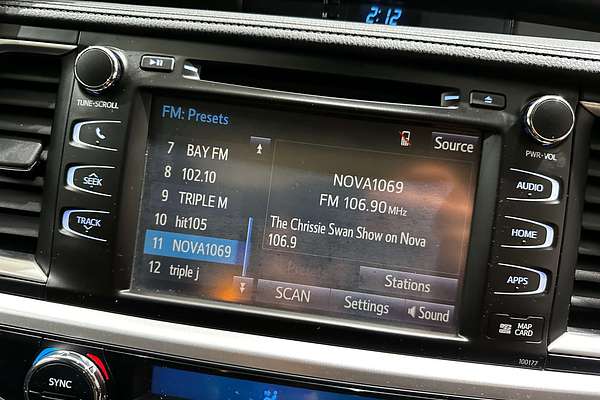 2:12
TUNE•SCROLL
SEEK
TRACK
FM: Presets
7 BAY FM
8 102.10
9 TRIPLE M
10 hit105
11 NOVA1069
12 triple j
Source
NOVA1069
FM 106.90 MHz
The Chrissie Swan Show on Nova
106.9
Presets
Stations
SCAN
Settings
Sound
PWR•VOL
AUDIO
HOME
APPS
MAP
CARD
100177
SYNC